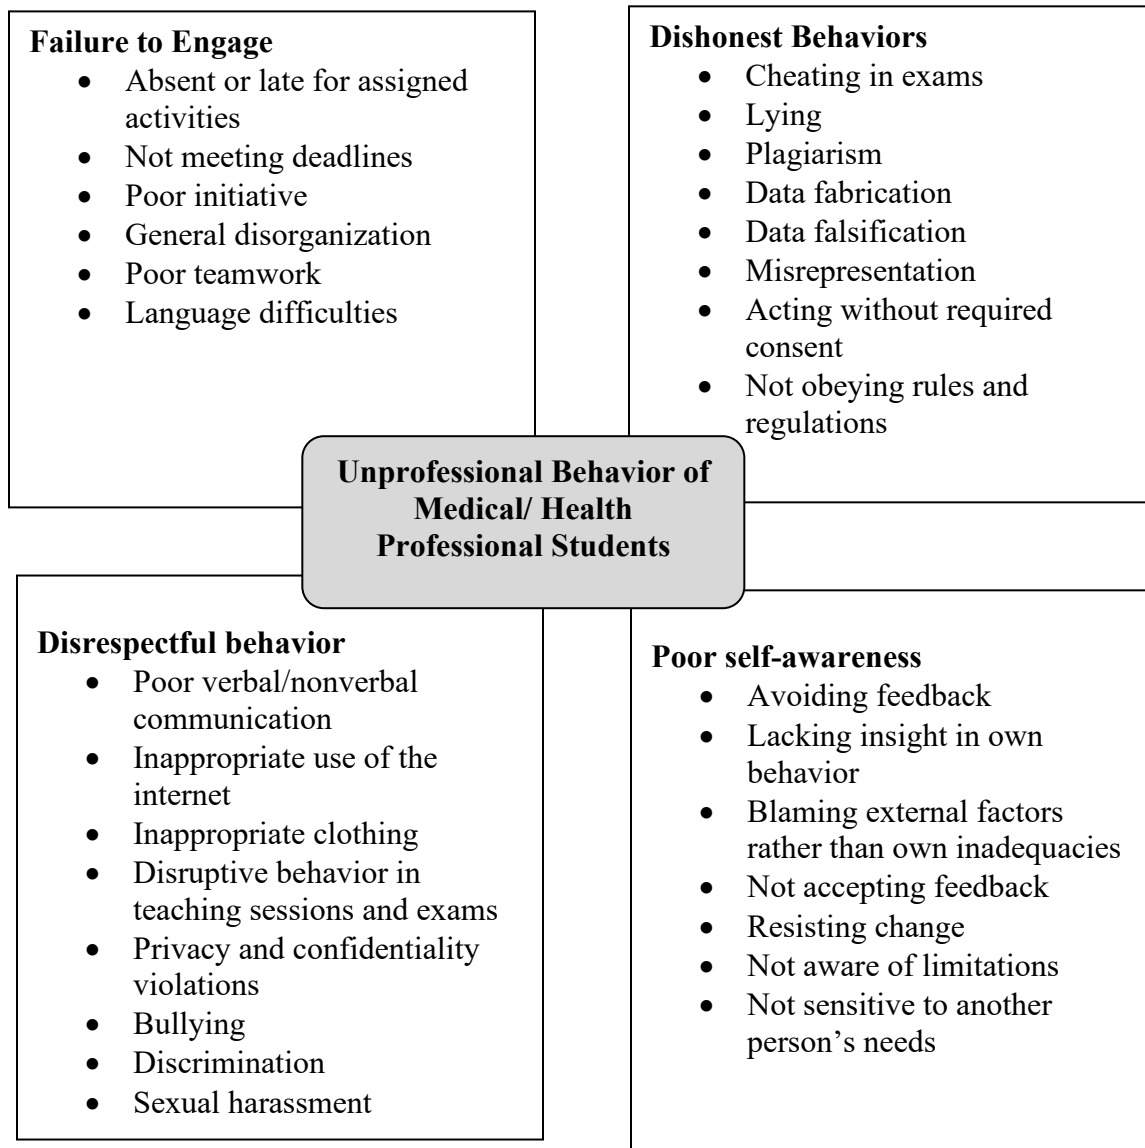 Failure to Engage
• Absent or late for assigned
activities
• Not meeting deadlines
• Poor initiative
• General disorganization
• Poor teamwork
• Language difficulties
Dishonest Behaviors
• Cheating in exams
• Lying
• Plagiarism
• Data fabrication
• Data falsification
• Misrepresentation
• Acting without required
consent
• Not obeying rules and
regulations
Unprofessional Behavior of
Medical/ Health
Professional Students
Disrespectful behavior
• Poor verbal/nonverbal
communication
• Inappropriate use of the
internet
• Inappropriate clothing
• Disruptive behavior in
teaching sessions and exams
• Privacy and confidentiality
violations
• Bullying
• Discrimination
• Sexual harassment
Poor self-awareness
• Avoiding feedback
• Lacking insight in own
behavior
• Blaming external factors
rather than own inadequacies
• Not accepting feedback
• Resisting change
• Not aware of limitations
• Not sensitive to another
person’s needs